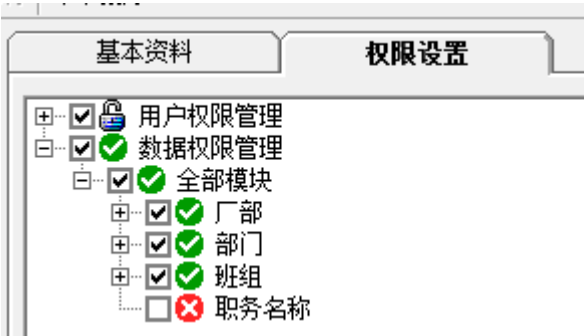 基本资料
权限设置
用户权限管理
数据权限管理
全部模块
厂部
部门
班组
职务名称